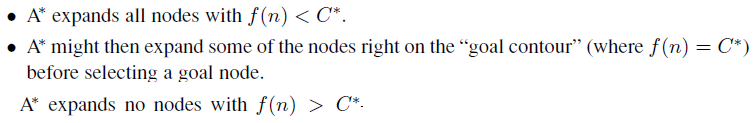 • A* expands all nodes with f(n) < C*.
• A* might then expand some of the nodes right on the “goal contour” (where f(n) = C*)
before selecting a goal node.
A* expands no nodes with f(n) > C*.